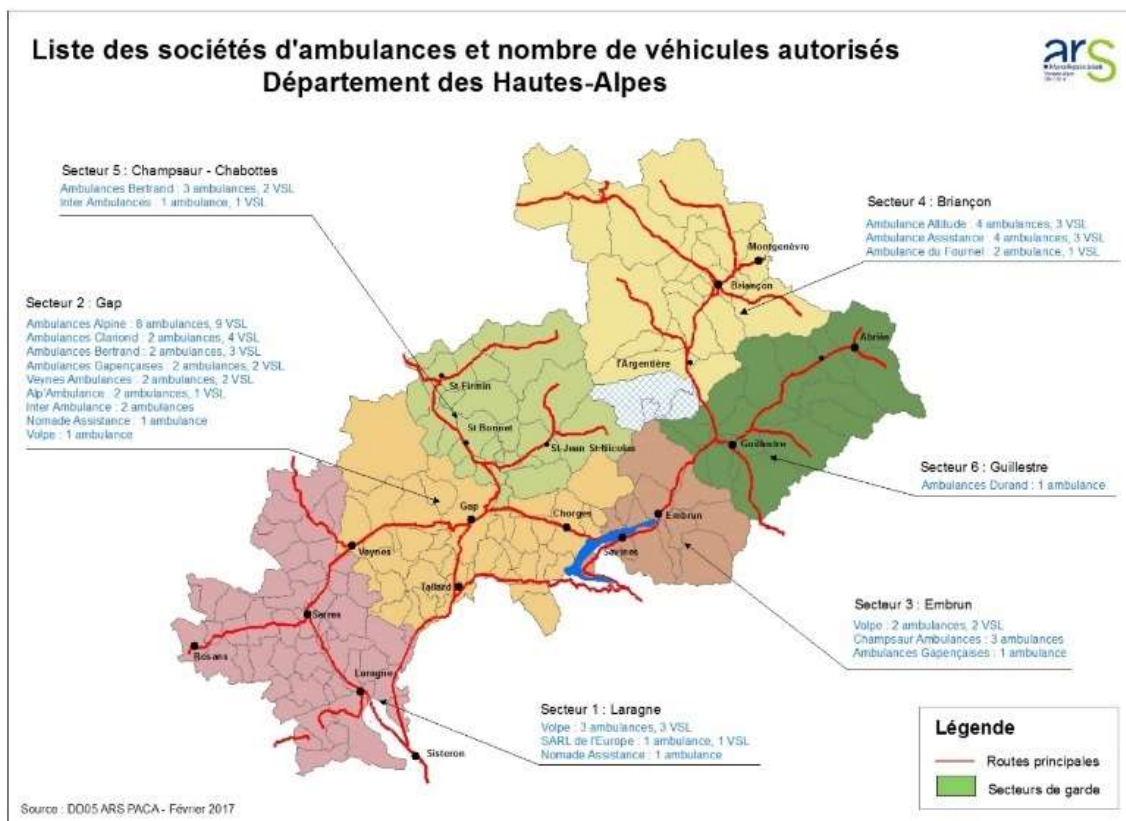 Liste des sociétés d'ambulances et nombre de véhicules autorisés
Département des Hautes-Alpes
ars
Secteur 5 : Champsaur - Chabottes
Ambulances Bertrand : 3 ambulances, 2 VSL
Inter Ambulances : 1 ambulance, 1 VSL
Secteur 4 : Briançon
Ambulance Altitude : 4 ambulances, 3 VSL
Ambulance Assistance : 4 ambulances, 3 VSL
Ambulance du Fournel : 2 ambulance, 1 VSL
Secteur 2 : Gap
Ambulances Alpine : 8 ambulances, 9 VSL
Ambulances Clariond : 2 ambulances, 4 VSL
Ambulances Bertrand : 2 ambulances, 3 VSL
Ambulances Gapençaises : 2 ambulances, 2 VSL
Veynes Ambulances : 2 ambulances, 2 VSL
Alp'Ambulance : 2 ambulances, 1 VSL
Inter Ambulance : 2 ambulances
Nomade Assistance : 1 ambulance
Volpe : 1 ambulance
Montgenèvre
Briançon
l'Argentière
Abriès
St-Firmin
St Bonnet
St-Jean St-Nicolas
Guillestre
Secteur 6 : Guillestre
Ambulances Durand : 1 ambulance
Gap
Chorges
Embrun
Savines
Veynes
Tallard
Serres
Rosans
Laragne
Sisteron
Secteur 3 : Embrun
Volpe : 2 ambulances, 2 VSL
Champsaur Ambulances : 3 ambulances
Ambulances Gapençaises : 1 ambulance
Secteur 1 : Laragne
Volpe : 3 ambulances, 3 VSL
SARL de l'Europe : 1 ambulance, 1 VSL
Nomade Assistance : 1 ambulance
Légende
Routes principales
Secteurs de garde
Source : DD05 ARS PACA - Février 2017